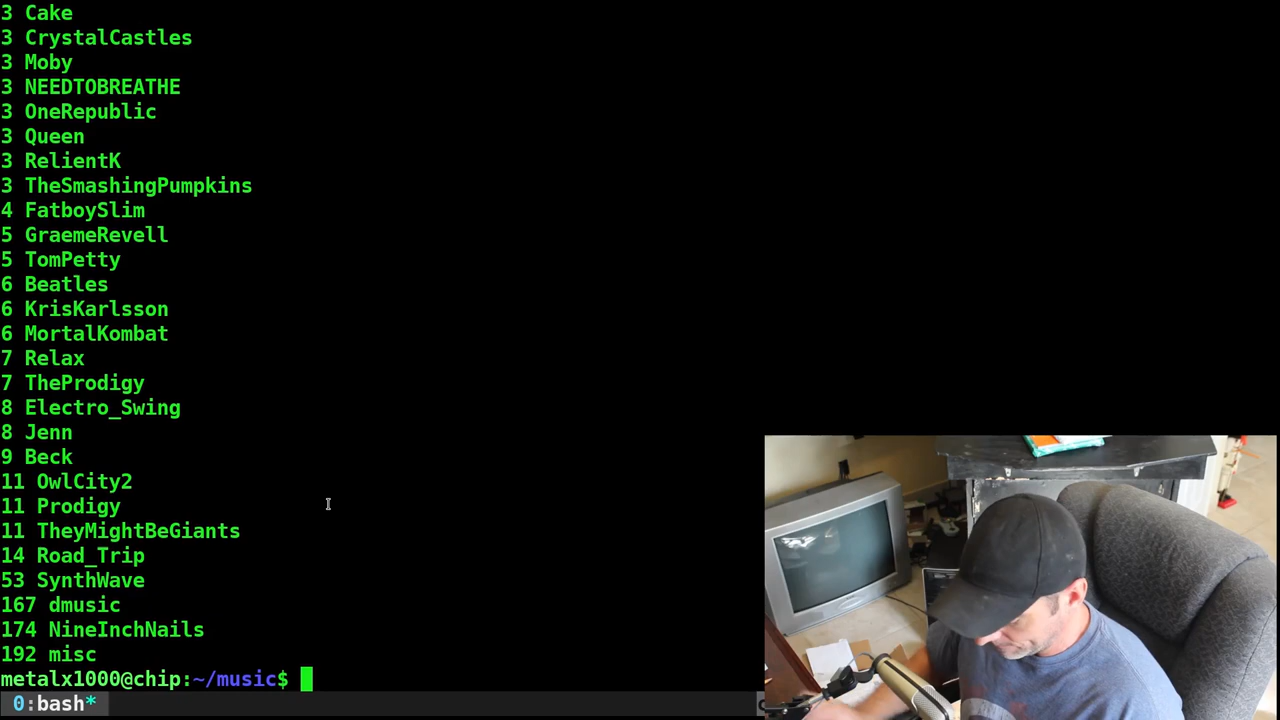 3 Cake
3 CrystalCastles
3 Moby
3 NEEDTOBREATHE
3 OneRepublic
3 Queen
3 RelientK
3 TheSmashingPumpkins
4 FatboySlim
5 GraemeRevell
5 TomPetty
6 Beatles
6 KrisKarlsson
6 MortalKombat
7 Relax
7 TheProdigy
8 Electro_Swing
8 Jenn
9 Beck
11 OwlCity2
11 Prodigy
11 TheyMightBeGiants
14 Road_Trip
53 SynthWave
167 dmusic
174 NineInchNails
192 misc
metalx1000@chip:~/music$
0:bash*